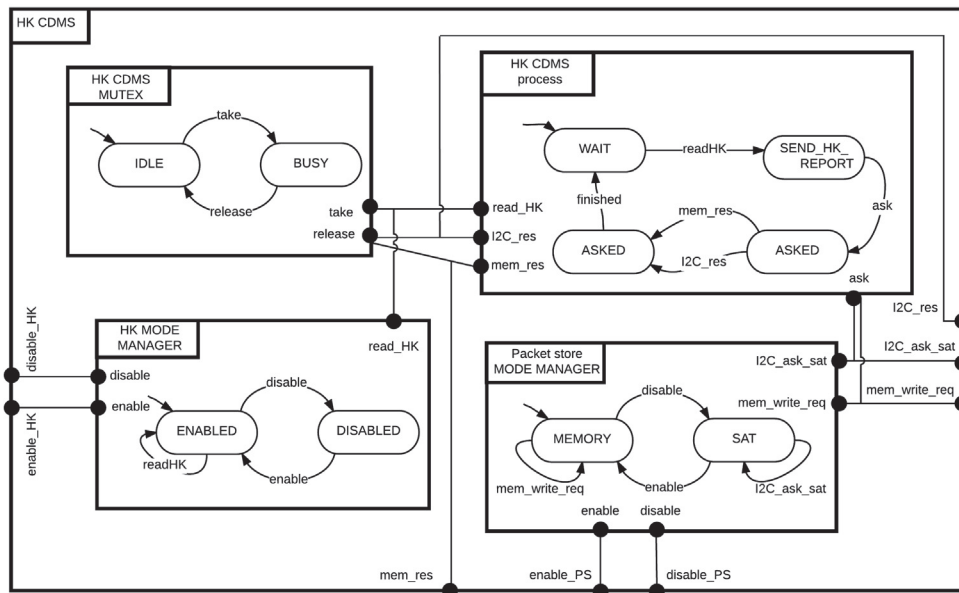 HK CDMS
HK CDMS
MUTEX
take
IDLE
BUSY
release
take
release
HK CDMS
process
WAIT
readHK
SEND_HK_
REPORT
finished
mem_res
ask
ASKED
I2C_res
ASKED
read_HK
I2C_res
mem_res
ask
I2C_res
I2C_ask_sat
mem_write_req
disable_HK
enable_HK
HK MODE
MANAGER
read_HK
disable
enable
disable
ENABLED
DISABLED
readHK
enable
Packet store
MODE MANAGER
I2C_ask_sat
mem_write_req
disable
MEMORY
SAT
mem_write_req
enable
I2C_ask_sat
enable
disable
mem_res
enable_PS
disable_PS